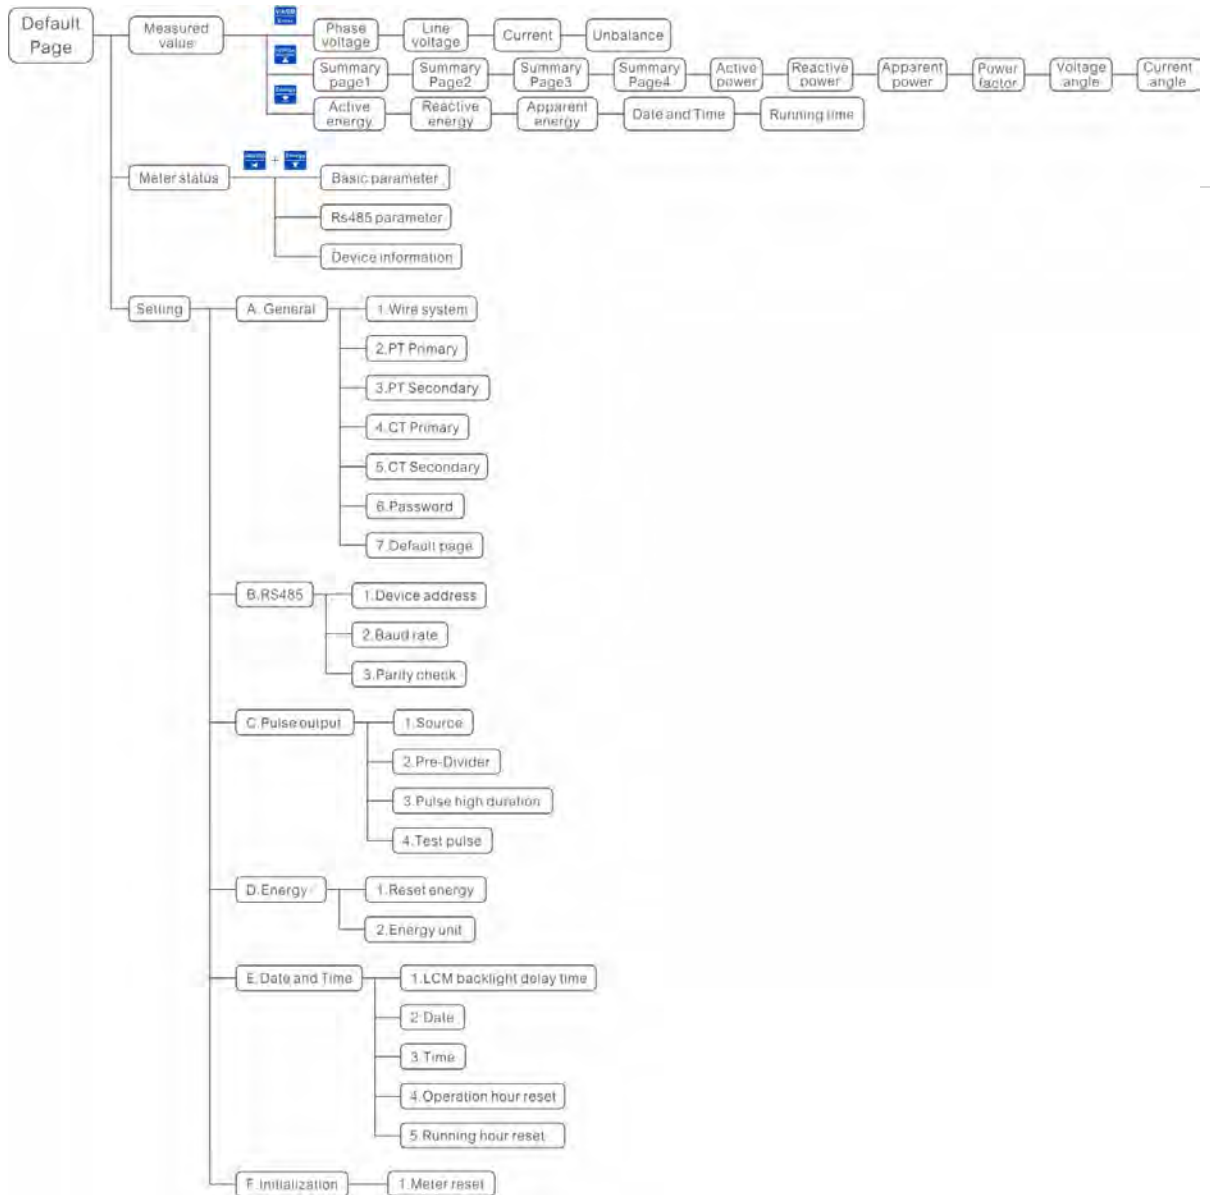 Default
Page
Measured
value
Phase
voltage
Line
voltage
Current
Unbalance
Summary
page1
Summary
Page2
Summary
Page3
Summary
Page4
Active
power
Reactive
power
Apparent
power
Power
factor
Voltage
angle
Current
angle
Energy
Active
energy
Reactive
energy
Apparent
energy
Date and Time
Running time
Meter status
+
Energy
Basic parameter
Rs485 parameter
Device information
Setting
A. General
1.Wire system
2.PT Primary
3.PT Secondary
4.CT Primary
5.CT Secondary
6.Password
7.Default page
B.RS485
1.Device address
2.Baud rate
3.Parity check
C.Pulse output
1.Source
2.Pre-Divider
3.Pulse high duration
4.Test pulse
D.Energy
1.Reset energy
2.Energy unit
E.Date and Time
1.LCM backlight delay time
2.Date
3.Time
4.Operation hour reset
5.Running hour reset
F.Initialization
1.Meter reset